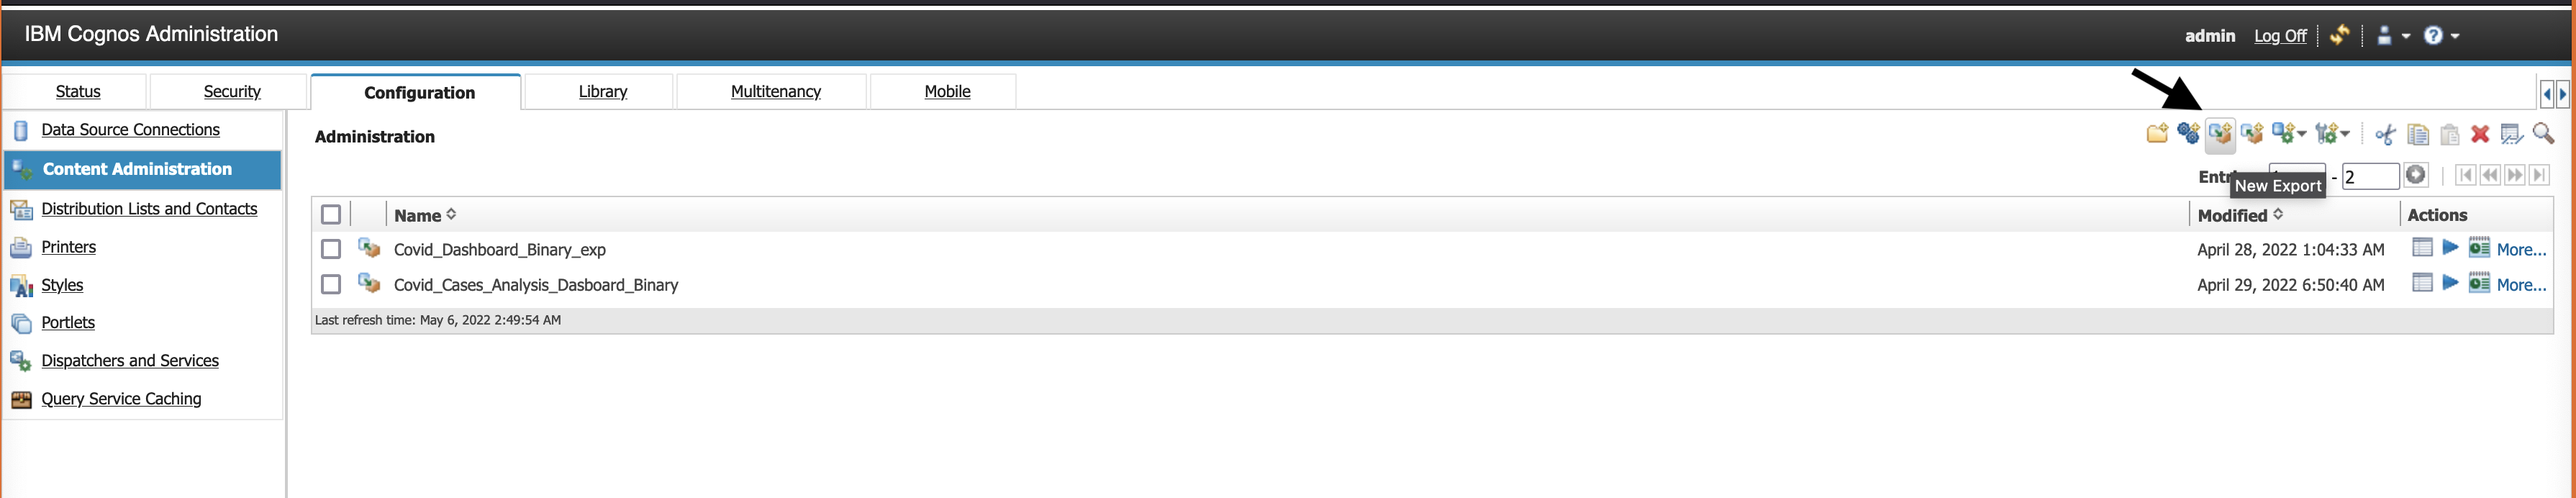 IBM Cognos Administration
admin Log Off
Status Security Configuration Library Multitenancy Mobile
Data Source Connections
Content Administration
Distribution Lists and Contacts
Printers
Styles
Portlets
Dispatchers and Services
Query Service Caching
Administration
- 2
New Export
Name Modified Actions
Covid_Dashboard_Binary_exp April 28, 2022 1:04:33 AM More...
Covid_Cases_Analysis_Dasboard_Binary April 29, 2022 6:50:40 AM More...
Last refresh time: May 6, 2022 2:49:54 AM